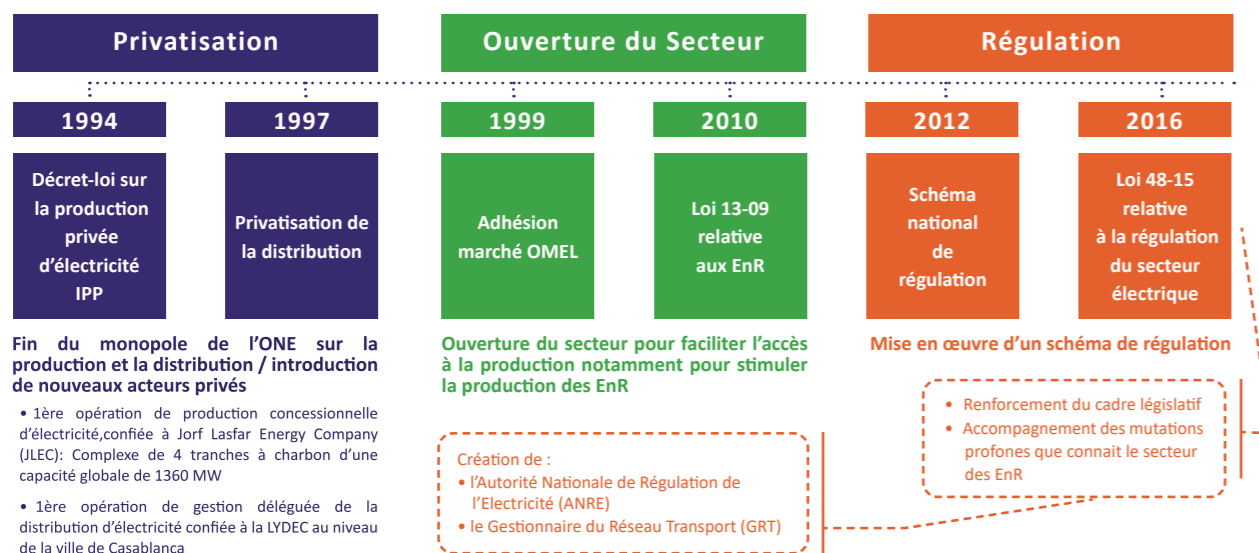 Privatisation
Ouverture du Secteur
Régulation
1994
1997
1999
2010
2012
2016
Décret-loi sur
la production
privée
d’électricité
IPP
Privatisation de
la distribution
Adhésion
marché OMEL
Loi 13-09
relative
aux EnR
Schéma
national
de
régulation
Loi 48-15
relative
à la régulation
du secteur
électrique
Fin du monopole de l’ONE sur la
production et la distribution / introduction
de nouveaux acteurs privés
• 1ère opération de production concessionnelle
d’électricité,confiée à Jorf Lasfar Energy Company
(JLEC): Complexe de 4 tranches à charbon d’une
capacité globale de 1360 MW
• 1ère opération de gestion déléguée de la
distribution d’électricité confiée à la LYDEC au niveau
de la ville de Casablanca
Ouverture du secteur pour faciliter l’accès
à la production notamment pour stimuler
la production des EnR
Création de :
• l’Autorité Nationale de Régulation de
l’Electricité (ANRE)
• le Gestionnaire du Réseau Transport (GRT)
Mise en œuvre d’un schéma de régulation
• Renforcement du cadre législatif
• Accompagnement des mutations
profones que connait le secteur
des EnR